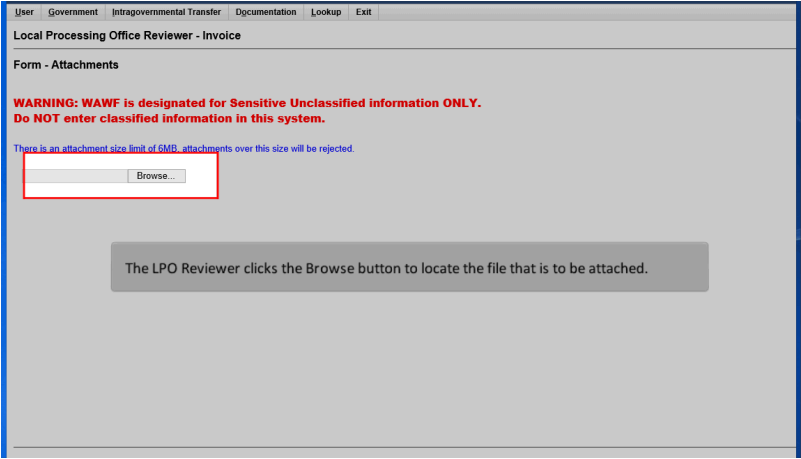 User Government Intragovernmental Transfer Documentation Lookup Exit
Local Processing Office Reviewer - Invoice
Form - Attachments
WARNING: WAWF is designated for Sensitive Unclassified information ONLY.
Do NOT enter classified information in this system.
There is an attachment size limit of 6MB, attachments over this size will be rejected.
Browse...
The LPO Reviewer clicks the Browse button to locate the file that is to be attached.